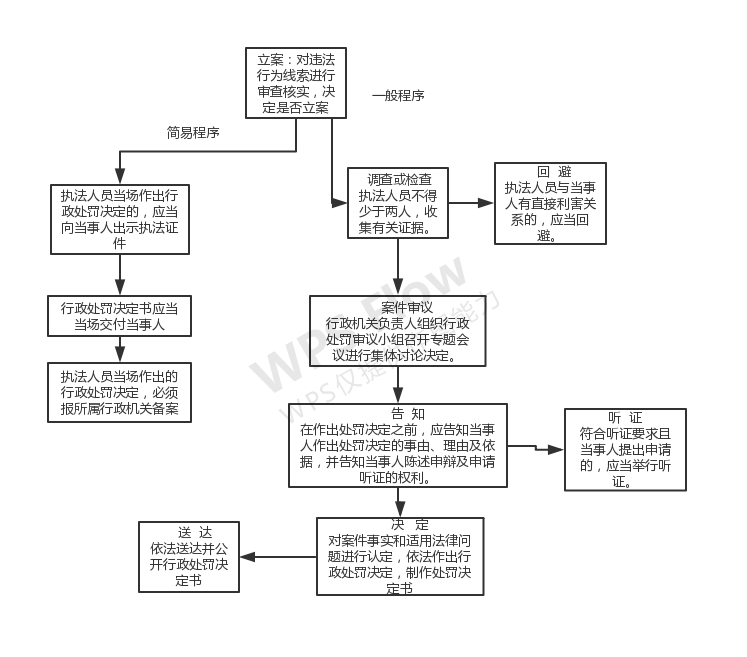 立案：对违法
行为线索进行
审查核实，决
定是否立案
一般程序
简易程序
执法人员当场作出行
政处罚决定的，应当
向当事人出示执法证
件
调查或检查
执法人员不得
少于两人，收
集有关证据。
回 避
执法人员与当事
人有直接利害关
系的，应当回
避。
行政处罚决定书应当
当场交付当事人
案件审议
行政机关负责人组织行政
处罚审议小组召开专题会
议进行集体讨论决定。
执法人员当场作出的
行政处罚决定，必须
报所属行政机关备案
告 知
在作出处罚决定之前，应告知当事
人作出处罚决定的事由、理由及依
据，并告知当事人陈述申辩及申请
听证的权利。
听 证
符合听证要求且
当事人提出申请
的，应当举行听
证。
决 定
对案件事实和适用法律问
题进行认定，依法作出行
政处罚决定，制作处罚决
定书
送 达
依法送达并公
开行政处罚决
定书
WPS Flow
WPS仅提
能力